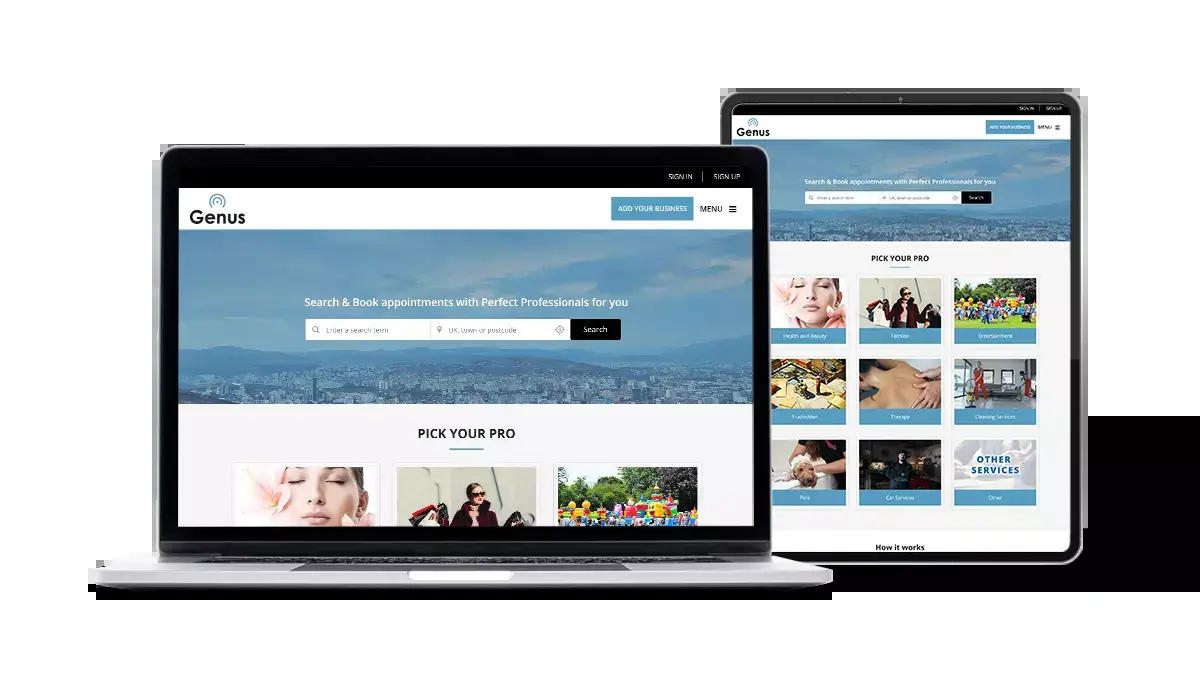 SIGN IN | SIGN UP
Genus
ADD YOUR BUSINESS MENU
Search & Book appointments with Perfect Professionals for you
Enter a search term UK, town or postcode Search
PICK YOUR PRO
SIGN IN | SIGN UP
Genus
ADD YOUR BUSINESS MENU
Search & Book appointments with Perfect Professionals for you
Enter a search term UK, town or postcode Search
PICK YOUR PRO
Health and Beauty Fashion Entertainment
TradesMen Therapy Cleaning Services
OTHER
SERVICES
Pets Car Services Other
How it works